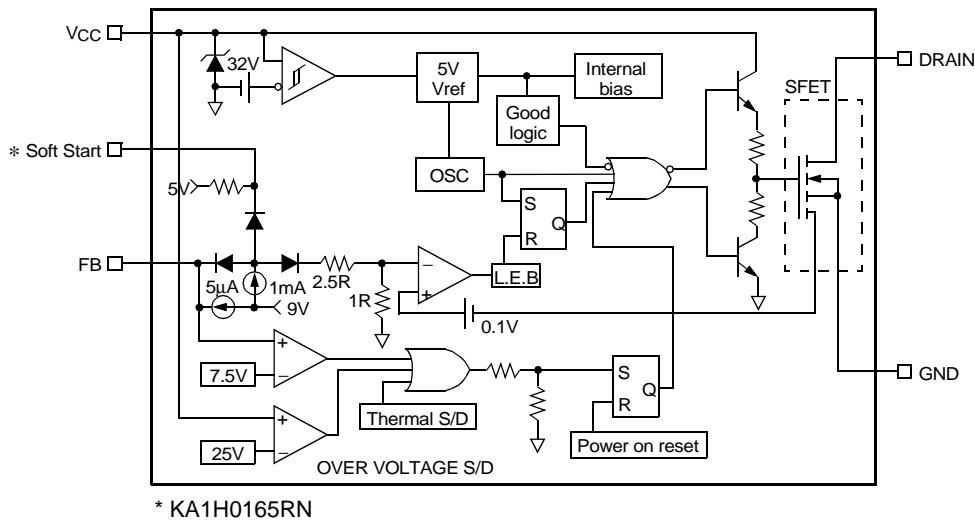 VCC
DRAIN
32V
5V
Vref
Internal
bias
SFET
Good
logic
∗ Soft Start
5V
OSC
S
Q
R
FB
2.5R
L.E.B
5μA
1mA
9V
1R
0.1V
7.5V
S
Q
R
GND
Thermal S/D
Power on reset
25V
OVER VOLTAGE S/D
* KA1H0165RN